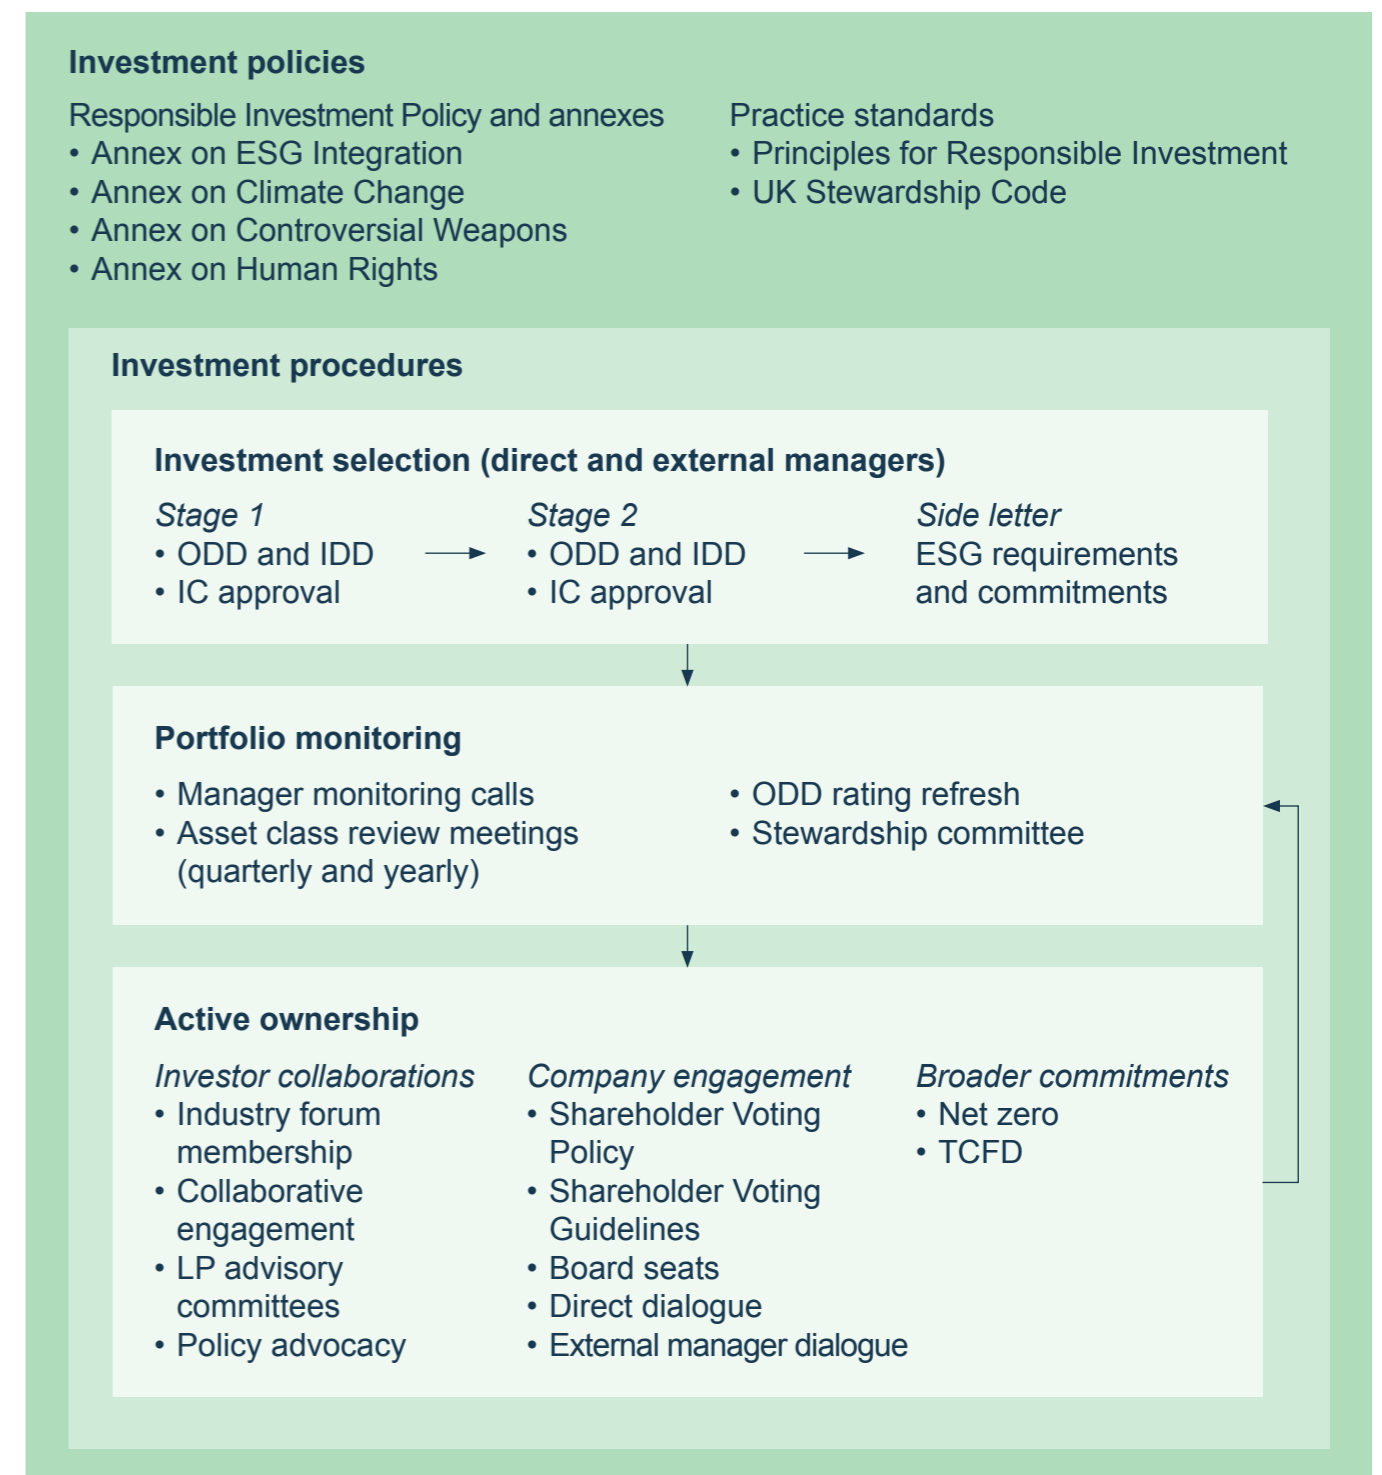 Investment policies
Responsible Investment Policy and annexes
• Annex on ESG Integration
• Annex on Climate Change
• Annex on Controversial Weapons
• Annex on Human Rights
Practice standards
• Principles for Responsible Investment
• UK Stewardship Code
Investment procedures
Investment selection (direct and external managers)
Stage 1
• ODD and IDD
• IC approval
Stage 2
• ODD and IDD
• IC approval
Side letter
ESG requirements
and commitments
Portfolio monitoring
• Manager monitoring calls
• Asset class review meetings
(quarterly and yearly)
• ODD rating refresh
• Stewardship committee
Active ownership
Investor collaborations
• Industry forum
membership
• Collaborative
engagement
• LP advisory
committees
• Policy advocacy
Company engagement
• Shareholder Voting
Policy
• Shareholder Voting
Guidelines
• Board seats
• Direct dialogue
• External manager dialogue
Broader commitments
• Net zero
• TCFD